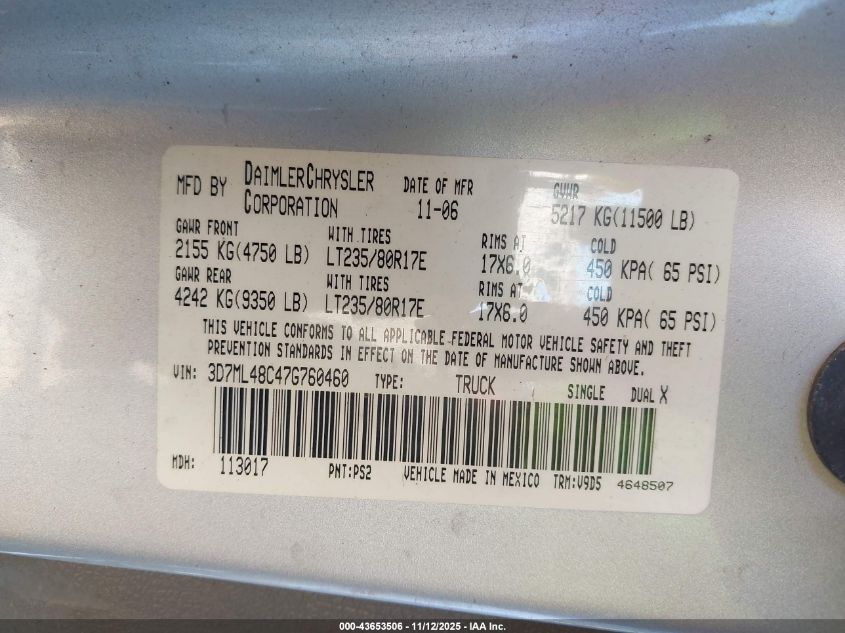 MFD BY DAIMLERCHRYSLER CORPORATION DATE OF MFR 11-06 GVWR 5217 KG(11500 LB)
GAWR FRONT WITH TIRES RIMS AT COLD
2155 KG(4750 LB) LT235/80R17E 17X6.0 450 KPA( 65 PSI)
GAWR REAR WITH TIRES RIMS AT COLD
4242 KG(9350 LB) LT235/80R17E 17X6.0 450 KPA( 65 PSI)
THIS VEHICLE CONFORMS TO ALL APPLICABLE FEDERAL MOTOR VEHICLE SAFETY AND THEFT
PREVENTION STANDARDS IN EFFECT ON THE DATE OF MANUFACTURE SHOWN ABOVE.
VIN: 3D7ML48C47G760460 TYPE: TRUCK SINGLE DUAL X
MDH: 113017 PNT:PS2 VEHICLE MADE IN MEXICO TRM:V9D5 4648507
000-43653506 - 11/12/2025 - IAA Inc.